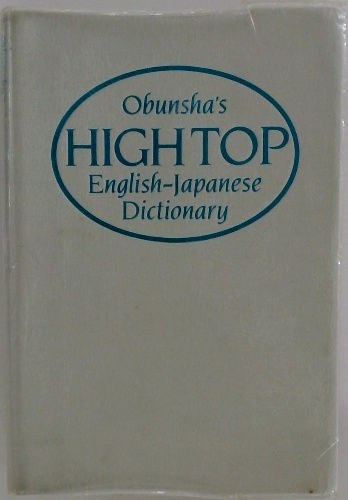 Obunsha's
HIGH TOP
English-Japanese
Dictionary